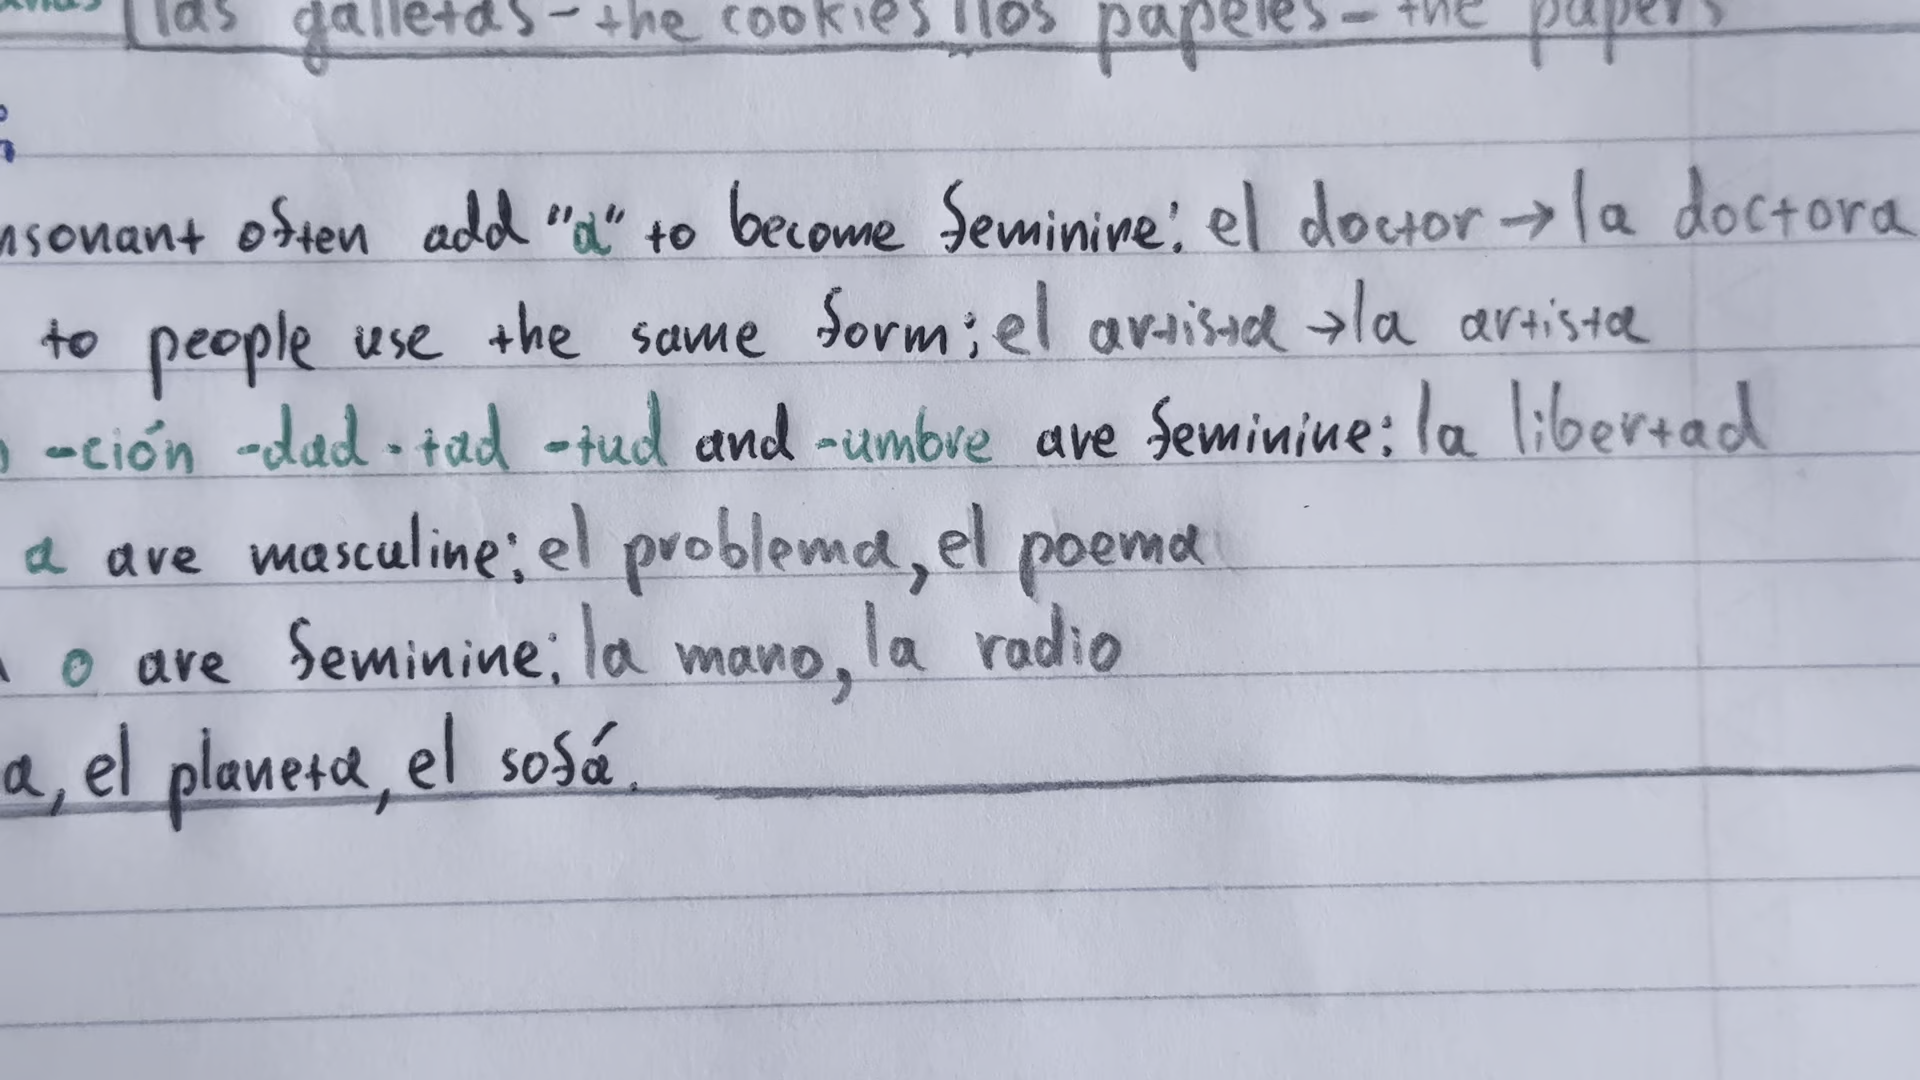 las galletas - the cookies los papeles - the papers
often add "a" to become feminine: el doctor → la doctora
to people use the same form: el artista → la artista
-ción -dad -tad -tud and -umbre are feminine: la libertad
a are masculine: el problema, el poema
o are feminine: la mano, la radio
a, el planeta, el sofá.